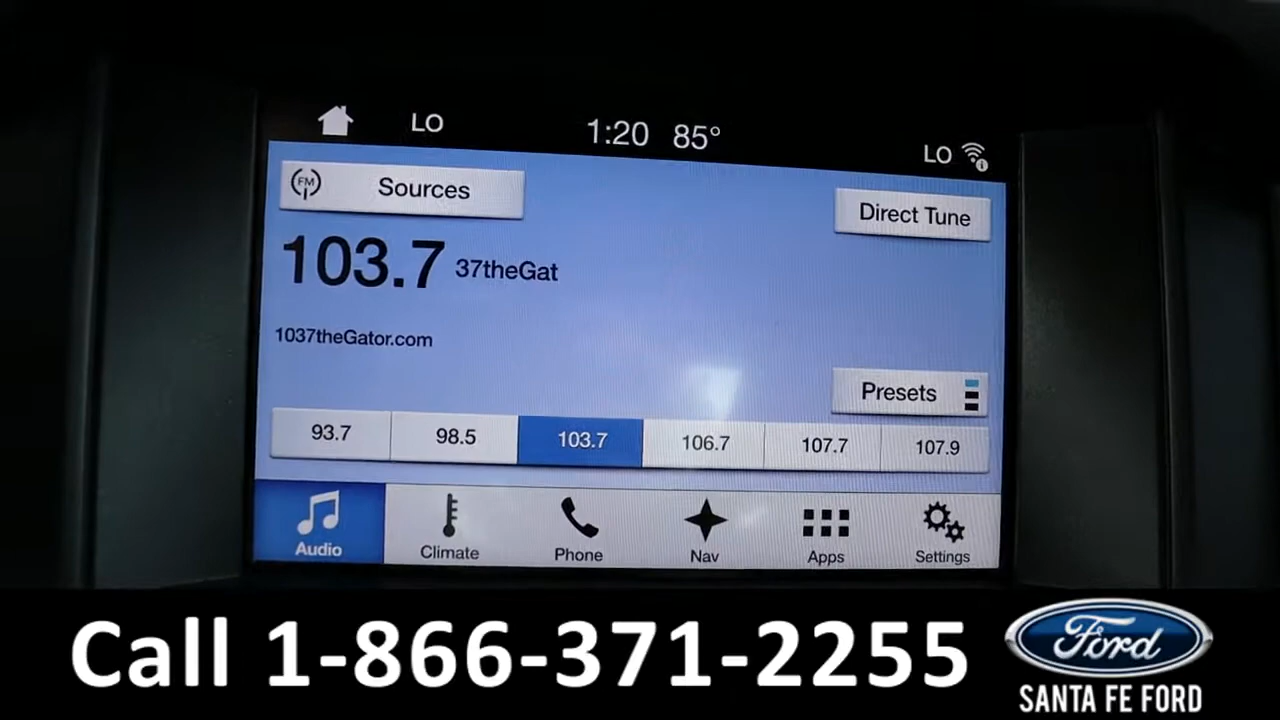 LO 1:20 85° LO
FM Sources
Direct Tune
103.7 37theGat
1037theGator.com
Presets
93.7 98.5 103.7 106.7 107.7 107.9
Audio Climate Phone Nav Apps Settings
Call 1-866-371-2255
Ford
SANTA FE FORD